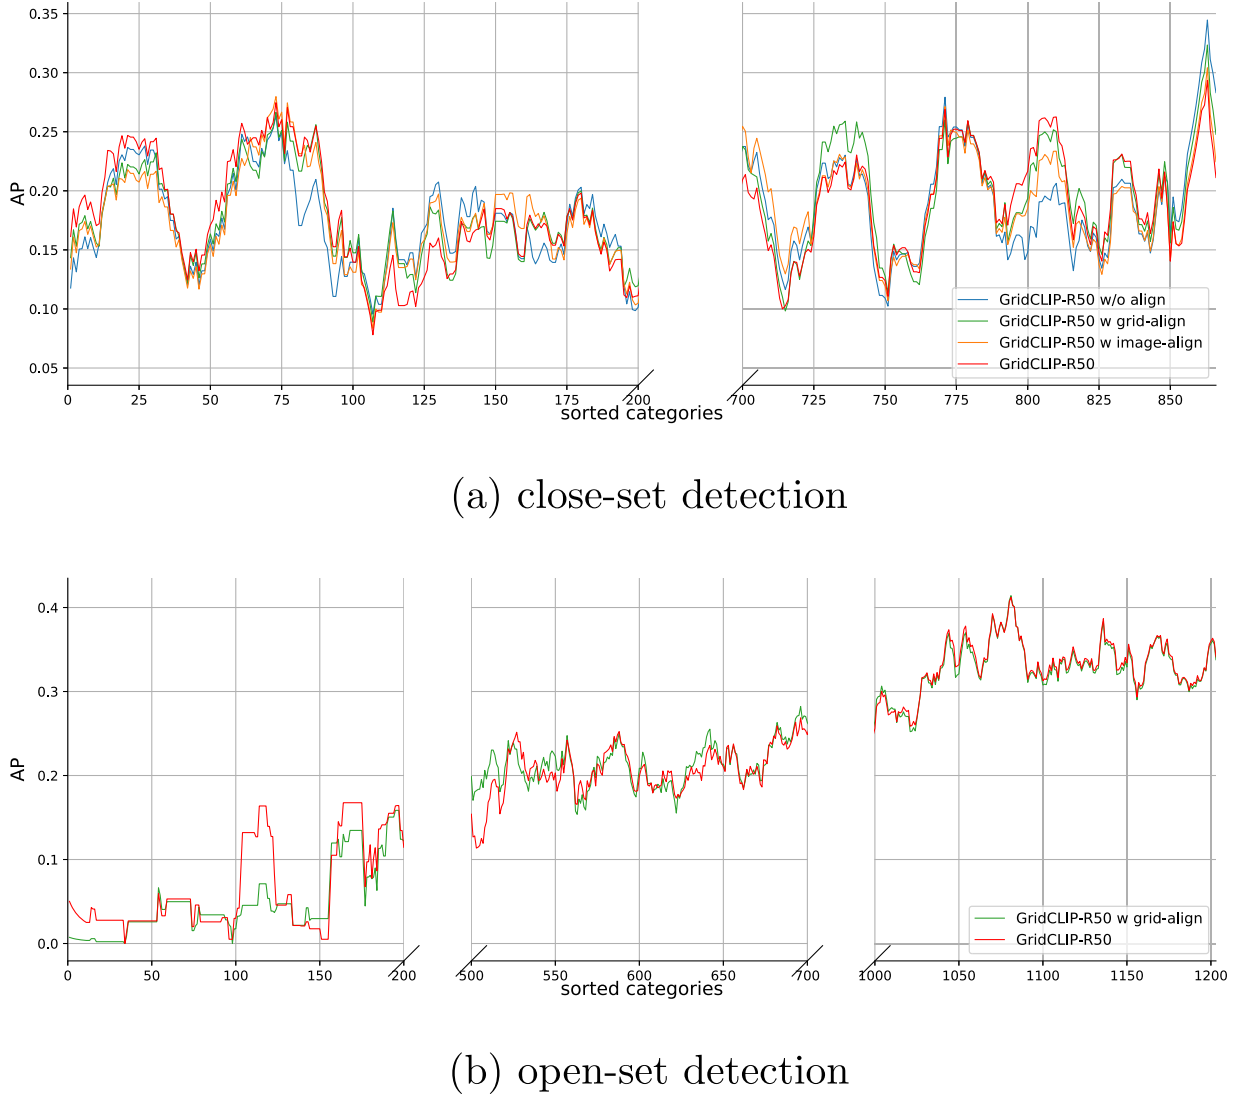 0.35
0.30
0.25
0.20
0.15
0.10
0.05
AP
0 25 50 75 100 125 150 175 200 700 725 750 775 800 825 850
sorted categories
GridCLIP-R50 w/o align
GridCLIP-R50 w grid-align
GridCLIP-R50 w image-align
GridCLIP-R50
(a) close-set detection
0.4
0.3
0.2
0.1
0.0
AP
0 50 100 150 200 500 550 600 650 700 1000 1050 1100 1150 1200
sorted categories
GridCLIP-R50 w grid-align
GridCLIP-R50
(b) open-set detection